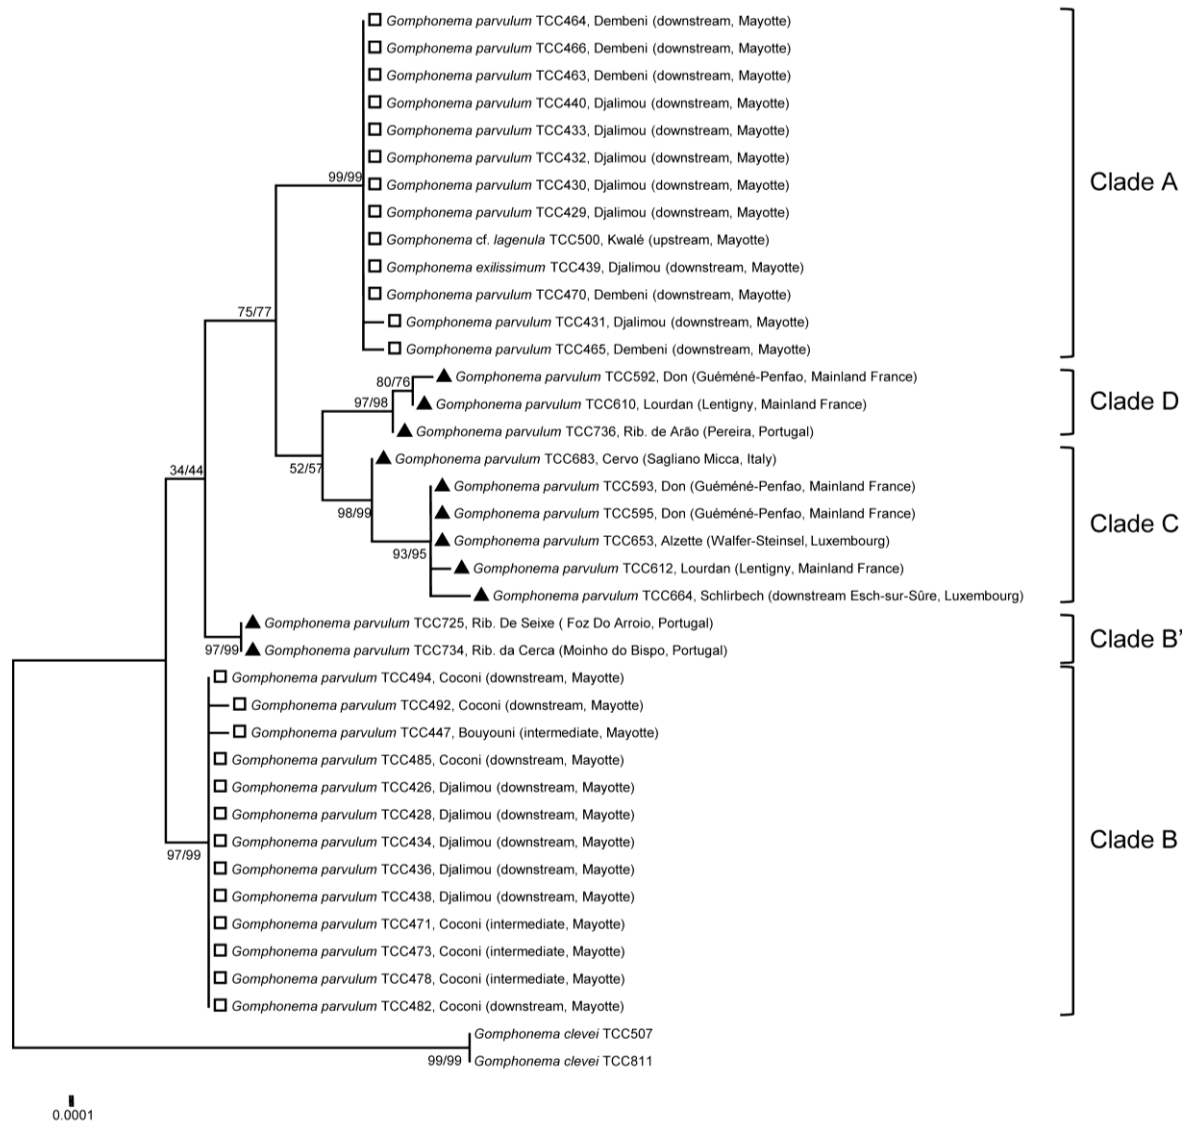 Gomphonema parvulum TCC464, Dembeni (downstream, Mayotte)
Gomphonema parvulum TCC466, Dembeni (downstream, Mayotte)
Gomphonema parvulum TCC463, Dembeni (downstream, Mayotte)
Gomphonema parvulum TCC440, Djalimou (downstream, Mayotte)
Gomphonema parvulum TCC433, Djalimou (downstream, Mayotte)
Gomphonema parvulum TCC432, Djalimou (downstream, Mayotte)
99/99
Gomphonema parvulum TCC430, Djalimou (downstream, Mayotte)
Clade A
Gomphonema parvulum TCC429, Djalimou (downstream, Mayotte)
Gomphonema cf. lagenula TCC500, Kwalé (upstream, Mayotte)
Gomphonema exilissimum TCC439, Djalimou (downstream, Mayotte)
Gomphonema parvulum TCC470, Dembeni (downstream, Mayotte)
75/77
Gomphonema parvulum TCC431, Djalimou (downstream, Mayotte)
Gomphonema parvulum TCC465, Dembeni (downstream, Mayotte)
80/76
Gomphonema parvulum TCC592, Don (Guéméné-Penfao, Mainland France)
97/98
Gomphonema parvulum TCC610, Lourdan (Lentigny, Mainland France)
Clade D
Gomphonema parvulum TCC736, Rib. de Arão (Pereira, Portugal)
34/44
52/57
Gomphonema parvulum TCC683, Cervo (Sagliano Micca, Italy)
Gomphonema parvulum TCC593, Don (Guéméné-Penfao, Mainland France)
98/99
Gomphonema parvulum TCC595, Don (Guéméné-Penfao, Mainland France)
Clade C
Gomphonema parvulum TCC653, Alzette (Walfer-Steinsel, Luxembourg)
93/95
Gomphonema parvulum TCC612, Lourdan (Lentigny, Mainland France)
Gomphonema parvulum TCC664, Schlirbech (downstream Esch-sur-Sûre, Luxembourg)
Gomphonema parvulum TCC725, Rib. De Seixe ( Foz Do Arroio, Portugal)
Clade B’
97/99
Gomphonema parvulum TCC734, Rib. da Cerca (Moinho do Bispo, Portugal)
Gomphonema parvulum TCC494, Coconi (downstream, Mayotte)
Gomphonema parvulum TCC492, Coconi (downstream, Mayotte)
Gomphonema parvulum TCC447, Bouyouni (intermediate, Mayotte)
Gomphonema parvulum TCC485, Coconi (downstream, Mayotte)
Gomphonema parvulum TCC426, Djalimou (downstream, Mayotte)
Gomphonema parvulum TCC428, Djalimou (downstream, Mayotte)
Gomphonema parvulum TCC434, Djalimou (downstream, Mayotte)
Clade B
97/99
Gomphonema parvulum TCC436, Djalimou (downstream, Mayotte)
Gomphonema parvulum TCC438, Djalimou (downstream, Mayotte)
Gomphonema parvulum TCC471, Coconi (intermediate, Mayotte)
Gomphonema parvulum TCC473, Coconi (intermediate, Mayotte)
Gomphonema parvulum TCC478, Coconi (intermediate, Mayotte)
Gomphonema parvulum TCC482, Coconi (downstream, Mayotte)
Gomphonema clevei TCC507
99/99
Gomphonema clevei TCC811
0.0001